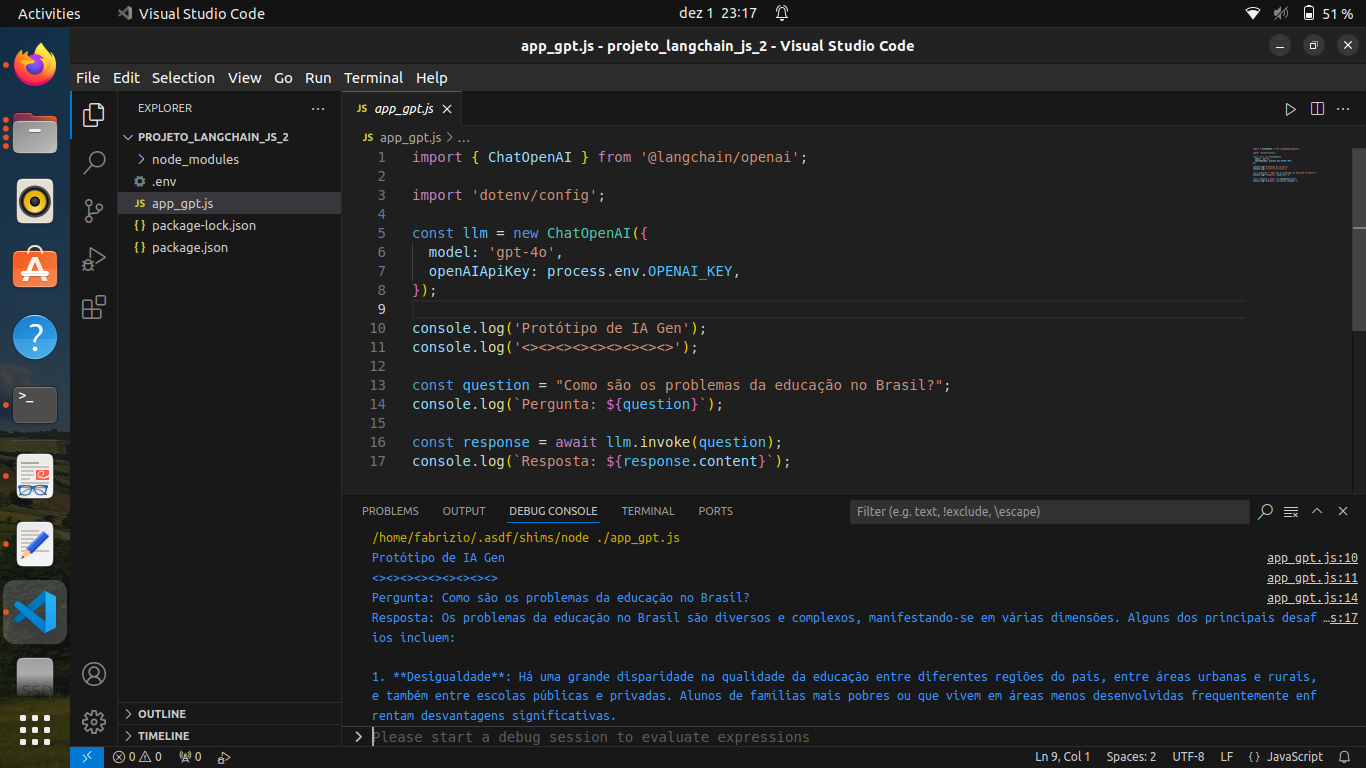 Activities Visual Studio Code dez 1 23:17 51 %
app_gpt.js - projeto_langchain_js_2 - Visual Studio Code
File Edit Selection View Go Run Terminal Help
EXPLORER ···
PROJETO_LANGCHAIN_JS_2
node_modules
.env
JS app_gpt.js
{} package-lock.json
{} package.json
OUTLINE
TIMELINE
JS app_gpt.js
JS app_gpt.js > ...
1 import { ChatOpenAI } from '@langchain/openai';
2
3 import 'dotenv/config';
4
5 const llm = new ChatOpenAI({
6 model: 'gpt-4o',
7 openAIApiKey: process.env.OPENAI_KEY,
8 });
9
10 console.log('Protótipo de IA Gen');
11 console.log('<><><><><><><><><>');
12
13 const question = "Como são os problemas da educação no Brasil?";
14 console.log(`Pergunta: ${question}`);
15
16 const response = await llm.invoke(question);
17 console.log(`Resposta: ${response.content}`);
PROBLEMS OUTPUT DEBUG CONSOLE TERMINAL PORTS Filter (e.g. text, !exclude, \escape)
/home/fabrizio/.asdf/shims/node ./app_gpt.js
Protótipo de IA Gen app_gpt.js:10
<><><><><><><><><> app_gpt.js:11
Pergunta: Como são os problemas da educação no Brasil? app_gpt.js:14
Resposta: Os problemas da educação no Brasil são diversos e complexos, manifestando-se em várias dimensões. Alguns dos principais desaf …s:17
ios incluem:
1. **Desigualdade**: Há uma grande disparidade na qualidade da educação entre diferentes regiões do país, entre áreas urbanas e rurais,
e também entre escolas públicas e privadas. Alunos de famílias mais pobres ou que vivem em áreas menos desenvolvidas frequentemente enf
rentam desvantagens significativas.
Please start a debug session to evaluate expressions
SSD
0 0 0 Ln 9, Col 1 Spaces: 2 UTF-8 LF {} JavaScript